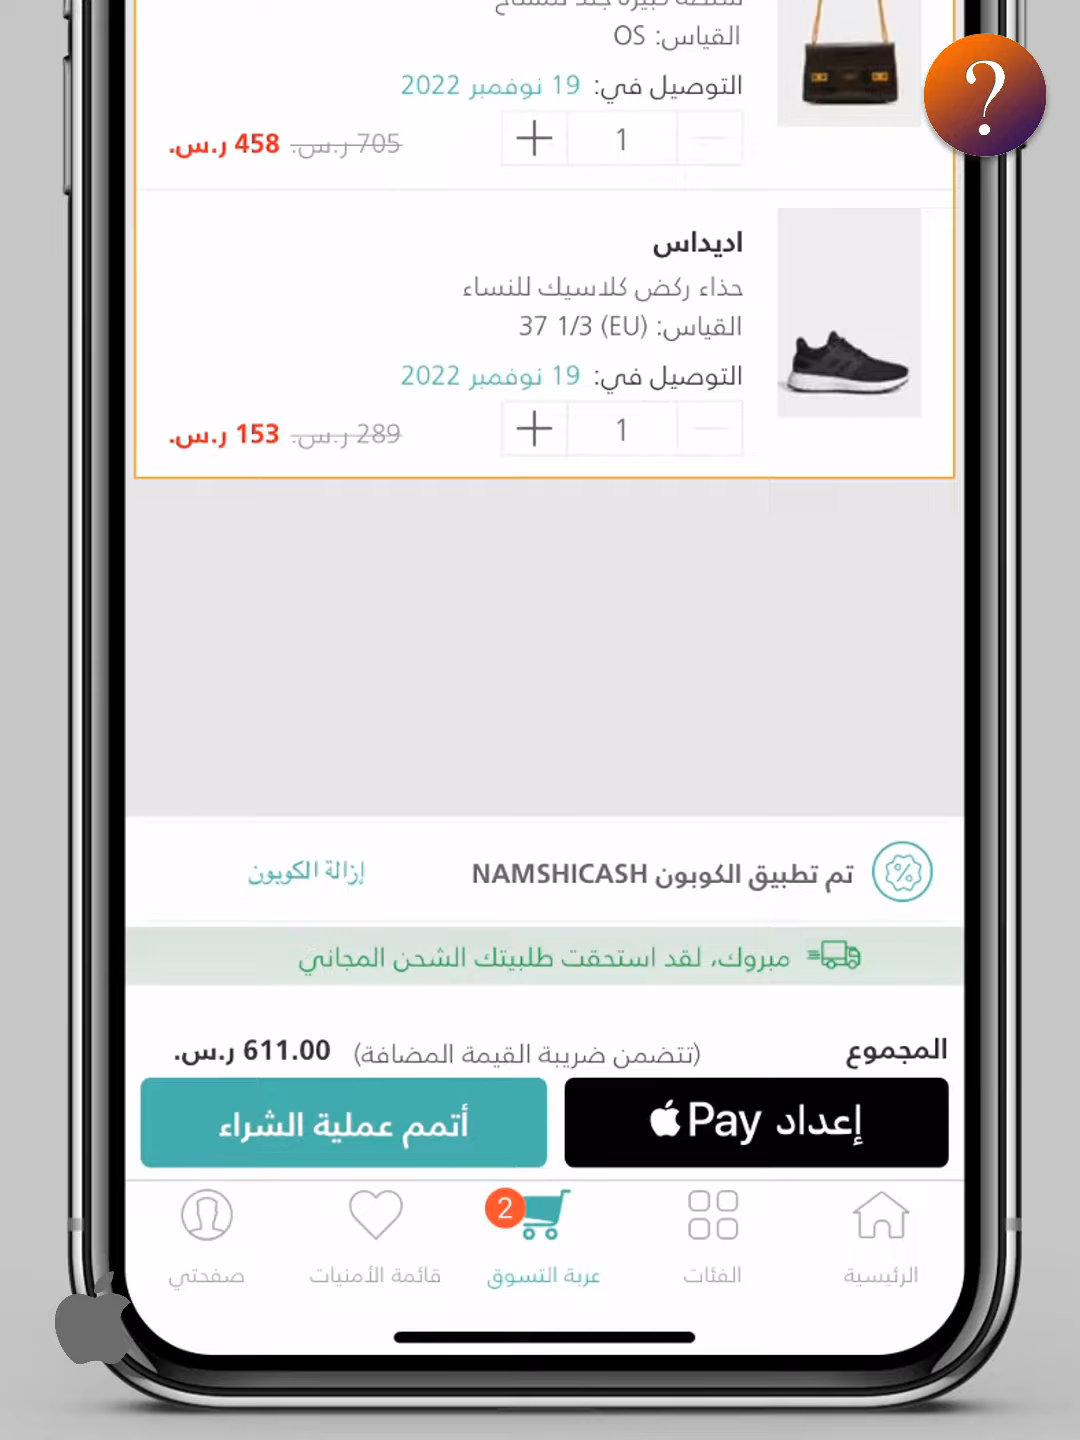 القياس: OS
التوصيل في: 19 نوفمبر 2022
1
705 ر.س. 458 ر.س.
?
اديداس
حذاء ركض كلاسيك للنساء
القياس: 37 1/3 (EU)
التوصيل في: 19 نوفمبر 2022
1
289 ر.س. 153 ر.س.
تم تطبيق الكوبون NAMSHICASH
إزالة الكوبون
مبروك، لقد استحقت طلبيتك الشحن المجاني
المجموع (تتضمن ضريبة القيمة المضافة) 611.00 ر.س.
إعداد Pay
أتمم عملية الشراء
2
الرئيسية
الفئات
عربة التسوق
قائمة الأمنيات
صفحتي